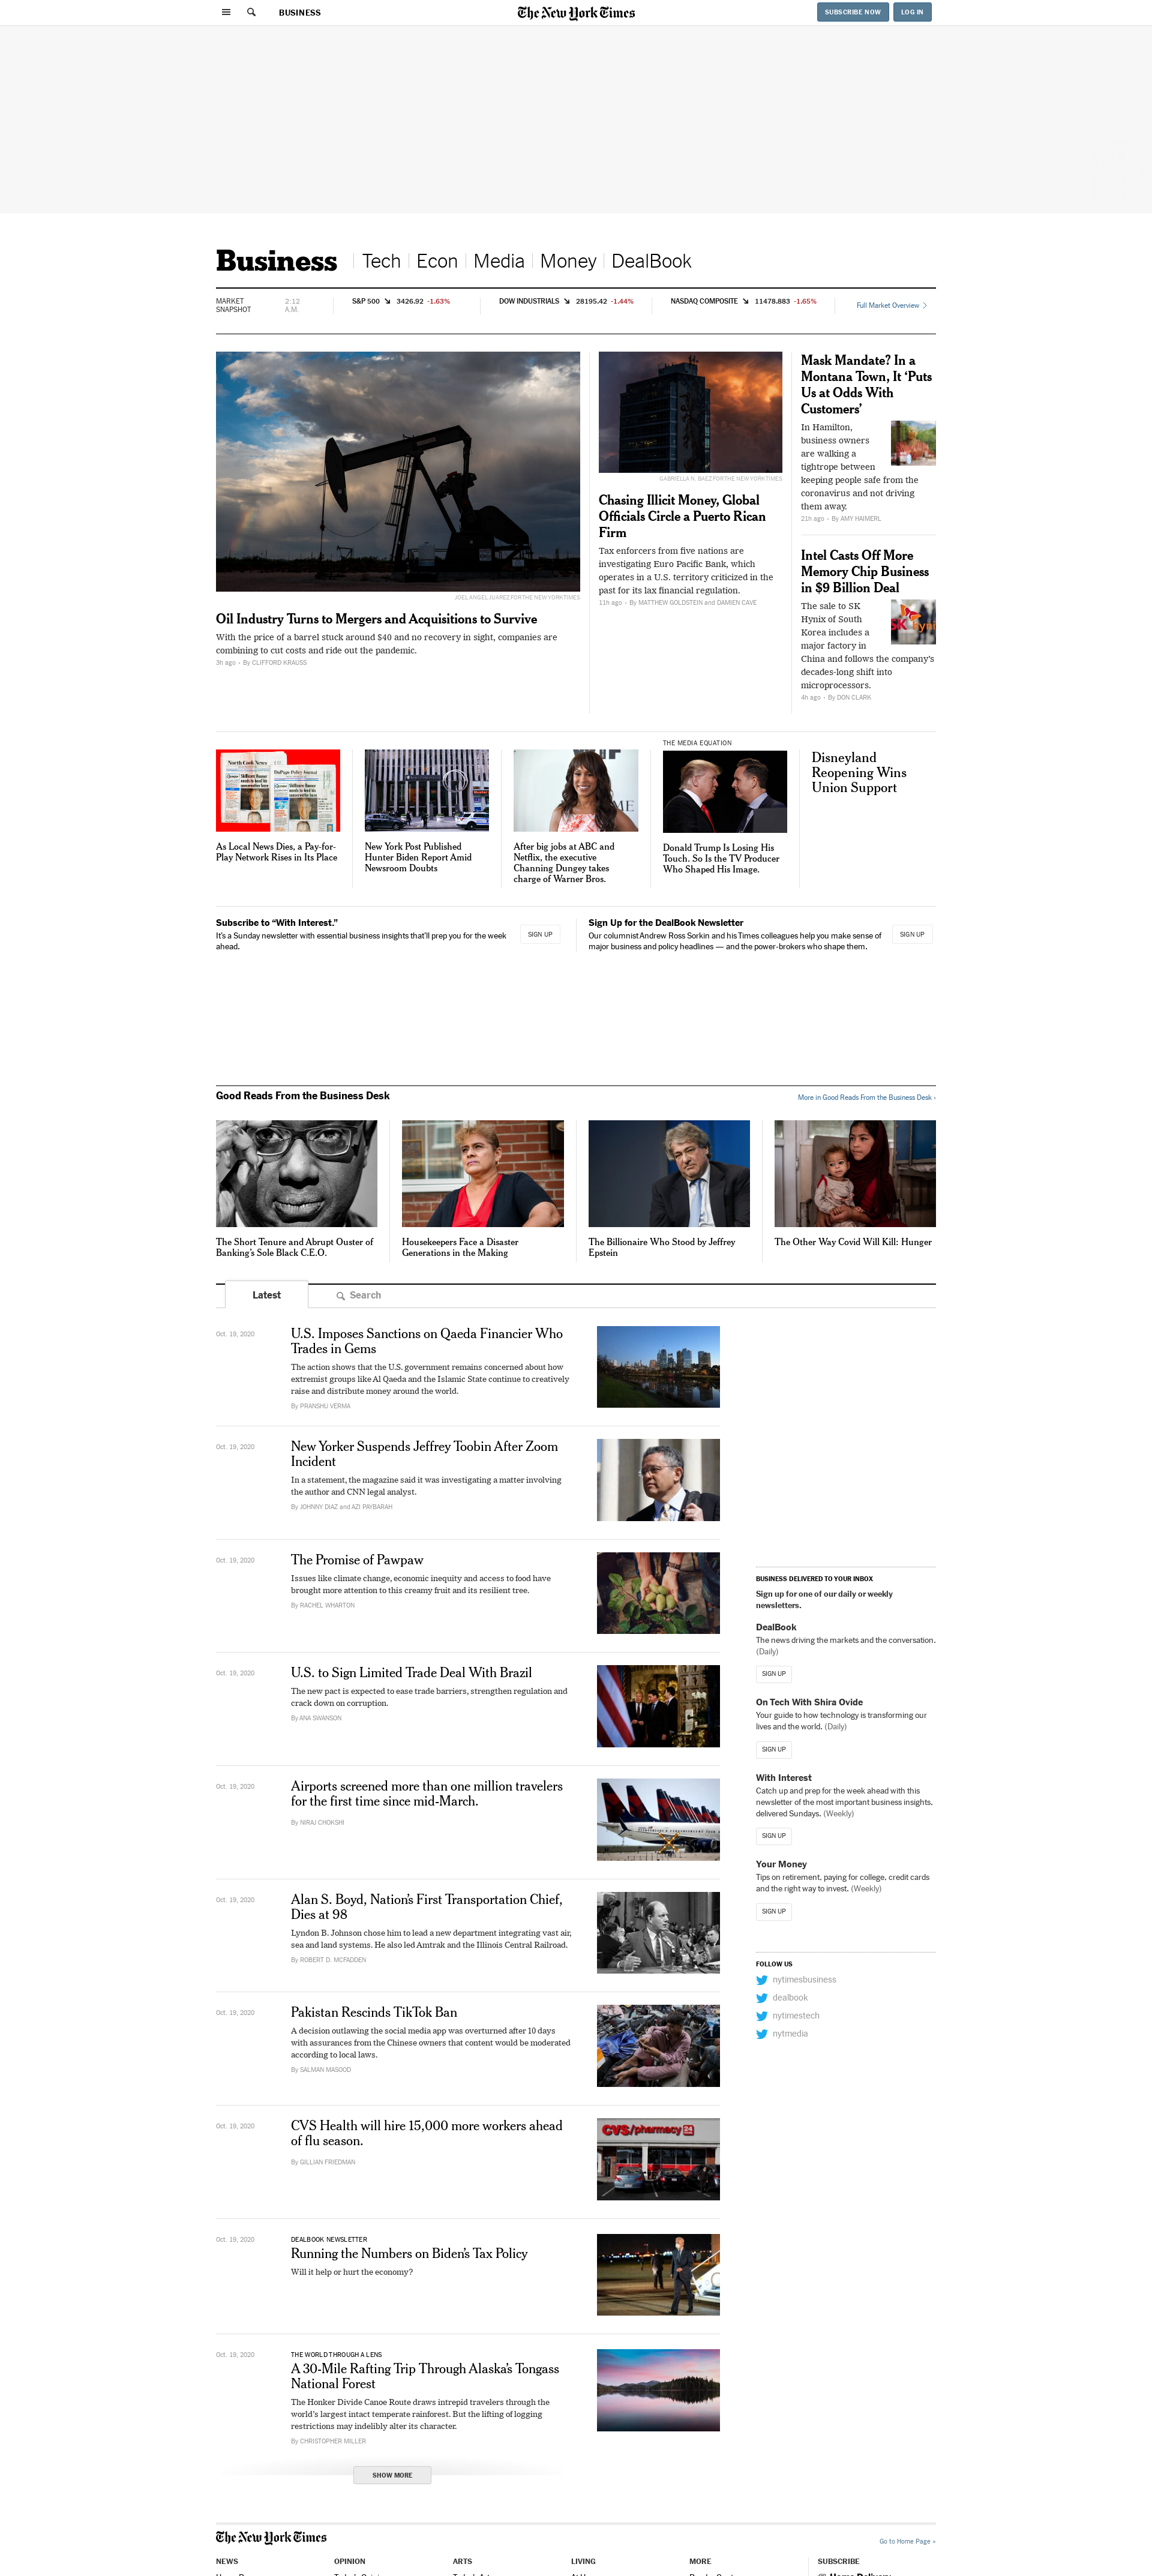 BUSINESS
The New York Times
SUBSCRIBE NOW
LOG IN
Business
Tech
Econ
Media
Money
DealBook
MARKET
SNAPSHOT
2:12
A.M.
S&P 500 3426.92 -1.63%
DOW INDUSTRIALS 28195.42 -1.44%
NASDAQ COMPOSITE 11478.883 -1.65%
Full Market Overview
JOEL ANGEL JUAREZ FOR THE NEW YORK TIMES
Oil Industry Turns to Mergers and Acquisitions to Survive
With the price of a barrel stuck around $40 and no recovery in sight, companies are
combining to cut costs and ride out the pandemic.
3h ago • By CLIFFORD KRAUSS
GABRIELLA N. BAEZ FOR THE NEW YORK TIMES
Chasing Illicit Money, Global
Officials Circle a Puerto Rican
Firm
Tax enforcers from five nations are
investigating Euro Pacific Bank, which
operates in a U.S. territory criticized in the
past for its lax financial regulation.
11h ago • By MATTHEW GOLDSTEIN and DAMIEN CAVE
Mask Mandate? In a
Montana Town, It ‘Puts
Us at Odds With
Customers’
In Hamilton,
business owners
are walking a
tightrope between
keeping people safe from the
coronavirus and not driving
them away.
21h ago • By AMY HAIMERL
Intel Casts Off More
Memory Chip Business
in $9 Billion Deal
The sale to SK
Hynix of South
Korea includes a
major factory in
China and follows the company’s
decades-long shift into
microprocessors.
4h ago • By DON CLARK
North Cook News
DuPage Policy Journal
As Local News Dies, a Pay-for-
Play Network Rises in Its Place
New York Post Published
Hunter Biden Report Amid
Newsroom Doubts
After big jobs at ABC and
Netflix, the executive
Channing Dungey takes
charge of Warner Bros.
THE MEDIA EQUATION
Donald Trump Is Losing His
Touch. So Is the TV Producer
Who Shaped His Image.
Disneyland
Reopening Wins
Union Support
Subscribe to “With Interest.”
It’s a Sunday newsletter with essential business insights that’ll prep you for the week
ahead.
SIGN UP
Sign Up for the DealBook Newsletter
Our columnist Andrew Ross Sorkin and his Times colleagues help you make sense of
major business and policy headlines — and the power-brokers who shape them.
SIGN UP
Good Reads From the Business Desk
More in Good Reads From the Business Desk ›
The Short Tenure and Abrupt Ouster of
Banking’s Sole Black C.E.O.
Housekeepers Face a Disaster
Generations in the Making
The Billionaire Who Stood by Jeffrey
Epstein
The Other Way Covid Will Kill: Hunger
Latest
Search
Oct. 19, 2020
U.S. Imposes Sanctions on Qaeda Financier Who
Trades in Gems
The action shows that the U.S. government remains concerned about how
extremist groups like Al Qaeda and the Islamic State continue to creatively
raise and distribute money around the world.
By PRANSHU VERMA
Oct. 19, 2020
New Yorker Suspends Jeffrey Toobin After Zoom
Incident
In a statement, the magazine said it was investigating a matter involving
the author and CNN legal analyst.
By JOHNNY DIAZ and AZI PAYBARAH
Oct. 19, 2020
The Promise of Pawpaw
Issues like climate change, economic inequity and access to food have
brought more attention to this creamy fruit and its resilient tree.
By RACHEL WHARTON
Oct. 19, 2020
U.S. to Sign Limited Trade Deal With Brazil
The new pact is expected to ease trade barriers, strengthen regulation and
crack down on corruption.
By ANA SWANSON
Oct. 19, 2020
Airports screened more than one million travelers
for the first time since mid-March.
By NIRAJ CHOKSHI
Oct. 19, 2020
Alan S. Boyd, Nation’s First Transportation Chief,
Dies at 98
Lyndon B. Johnson chose him to lead a new department integrating vast air,
sea and land systems. He also led Amtrak and the Illinois Central Railroad.
By ROBERT D. MCFADDEN
Oct. 19, 2020
Pakistan Rescinds TikTok Ban
A decision outlawing the social media app was overturned after 10 days
with assurances from the Chinese owners that content would be moderated
according to local laws.
By SALMAN MASOOD
Oct. 19, 2020
CVS Health will hire 15,000 more workers ahead
of flu season.
By GILLIAN FRIEDMAN
CVS/pharmacy
Oct. 19, 2020
DEALBOOK NEWSLETTER
Running the Numbers on Biden’s Tax Policy
Will it help or hurt the economy?
Oct. 19, 2020
THE WORLD THROUGH A LENS
A 30-Mile Rafting Trip Through Alaska’s Tongass
National Forest
The Honker Divide Canoe Route draws intrepid travelers through the
world’s largest intact temperate rainforest. But the lifting of logging
restrictions may indelibly alter its character.
By CHRISTOPHER MILLER
SHOW MORE
BUSINESS DELIVERED TO YOUR INBOX
Sign up for one of our daily or weekly
newsletters.
DealBook
The news driving the markets and the conversation.
(Daily)
SIGN UP
On Tech With Shira Ovide
Your guide to how technology is transforming our
lives and the world. (Daily)
SIGN UP
With Interest
Catch up and prep for the week ahead with this
newsletter of the most important business insights,
delivered Sundays. (Weekly)
SIGN UP
Your Money
Tips on retirement, paying for college, credit cards
and the right way to invest. (Weekly)
SIGN UP
FOLLOW US
nytimesbusiness
dealbook
nytimestech
nytmedia
The New York Times
Go to Home Page »
NEWS
OPINION
ARTS
LIVING
MORE
SUBSCRIBE